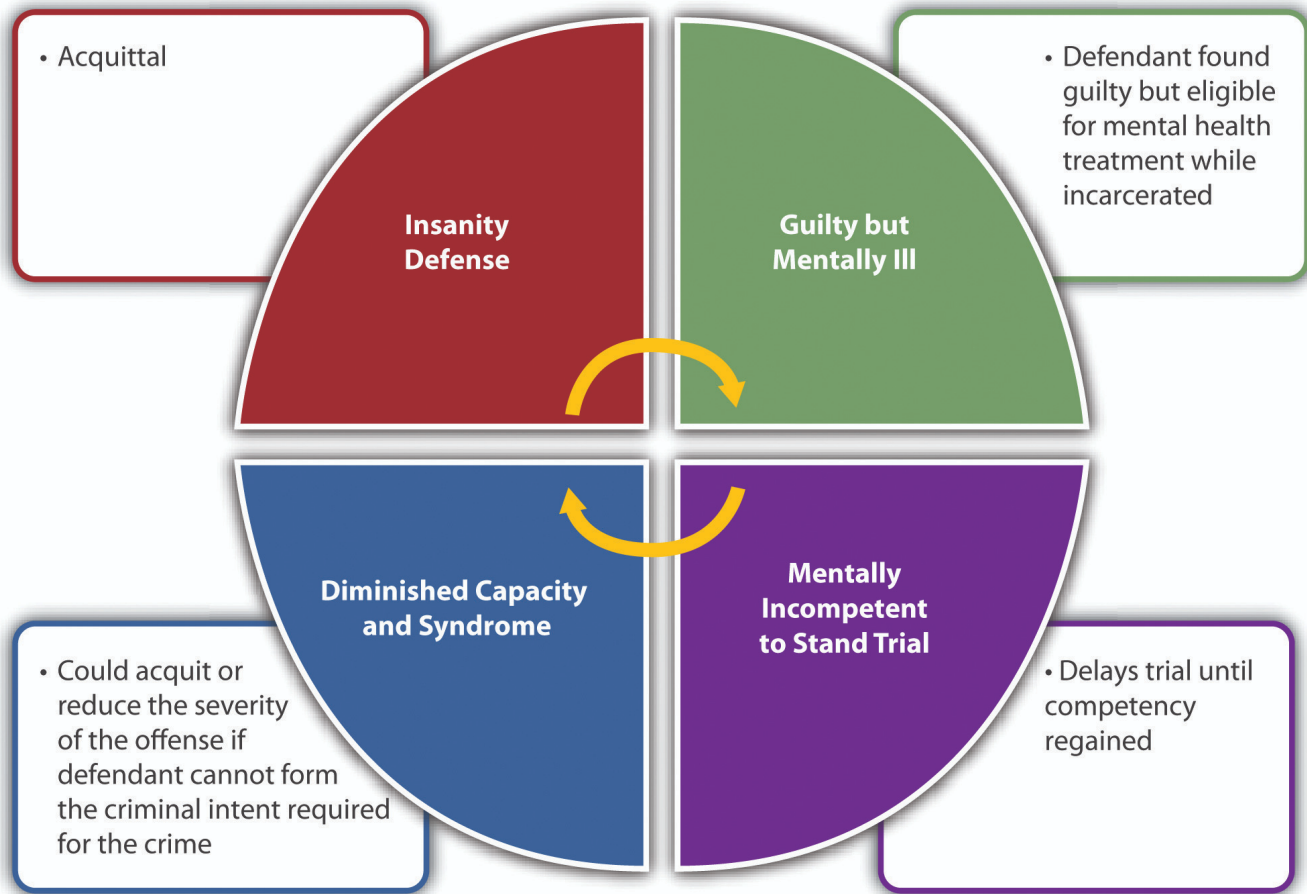 • Acquittal
Insanity
Defense
Guilty but
Mentally Ill
• Defendant found
guilty but eligible
for mental health
treatment while
incarcerated
Diminished Capacity
and Syndrome
• Could acquit or
reduce the severity
of the offense if
defendant cannot form
the criminal intent required
for the crime
Mentally
Incompetent
to Stand Trial
• Delays trial until
competency
regained